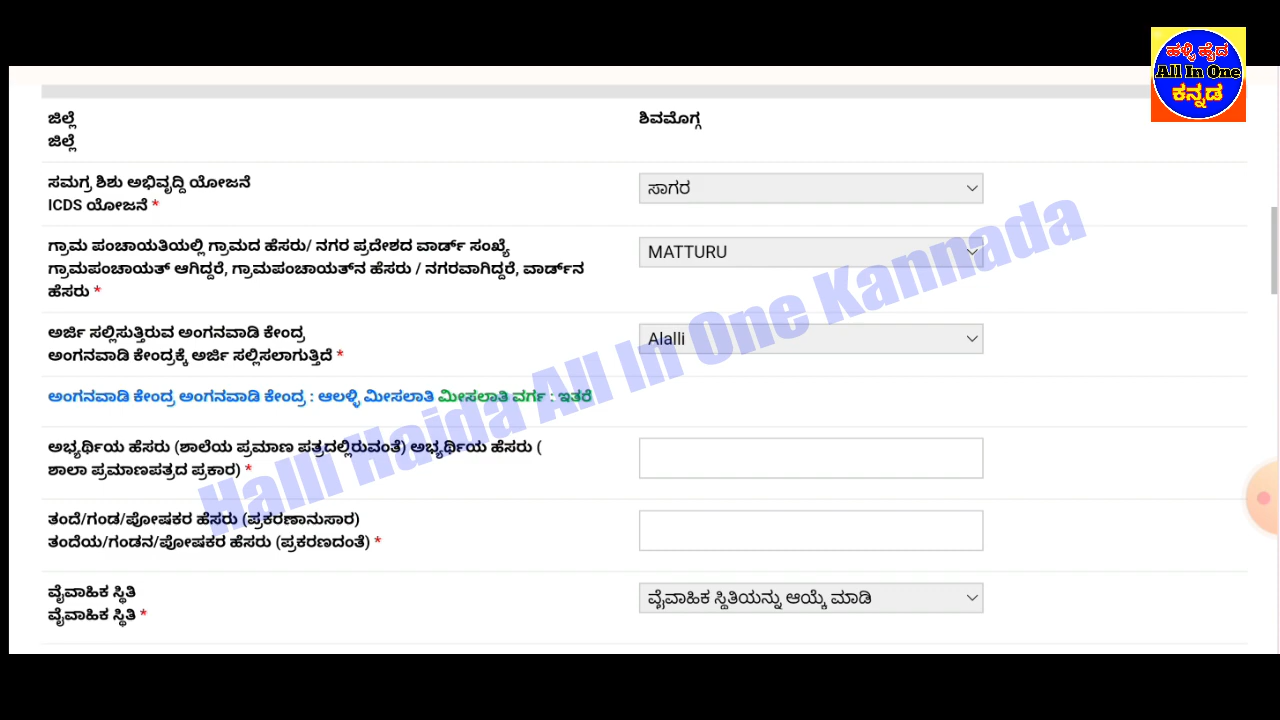 ಹಳ್ಳಿ ಹೈದ
All In One
ಕನ್ನಡ
ಜಿಲ್ಲೆ
ಜಿಲ್ಲೆ
ಶಿವಮೊಗ್ಗ
ಸಮಗ್ರ ಶಿಶು ಅಭಿವೃದ್ಧಿ ಯೋಜನೆ
ICDS ಯೋಜನೆ *
ಸಾಗರ
ಗ್ರಾಮ ಪಂಚಾಯತಿಯಲ್ಲಿ ಗ್ರಾಮದ ಹೆಸರು/ ನಗರ ಪ್ರದೇಶದ ವಾರ್ಡ್ ಸಂಖ್ಯೆ
ಗ್ರಾಮಪಂಚಾಯತ್ ಆಗಿದ್ದರೆ, ಗ್ರಾಮಪಂಚಾಯತ್‌ನ ಹೆಸರು / ನಗರವಾಗಿದ್ದರೆ, ವಾರ್ಡ್‌ನ
ಹೆಸರು *
MATTURU
ಅರ್ಜಿ ಸಲ್ಲಿಸುತ್ತಿರುವ ಅಂಗನವಾಡಿ ಕೇಂದ್ರ
ಅಂಗನವಾಡಿ ಕೇಂದ್ರಕ್ಕೆ ಅರ್ಜಿ ಸಲ್ಲಿಸಲಾಗುತ್ತಿದೆ *
Alalli
ಅಂಗನವಾಡಿ ಕೇಂದ್ರ ಅಂಗನವಾಡಿ ಕೇಂದ್ರ : ಆಲಳ್ಳಿ ಮೀಸಲಾತಿ ಮೀಸಲಾತಿ ವರ್ಗ : ಇತರೆ
ಅಭ್ಯರ್ಥಿಯ ಹೆಸರು (ಶಾಲೆಯ ಪ್ರಮಾಣ ಪತ್ರದಲ್ಲಿರುವಂತೆ) ಅಭ್ಯರ್ಥಿಯ ಹೆಸರು (
ಶಾಲಾ ಪ್ರಮಾಣಪತ್ರದ ಪ್ರಕಾರ) *
ತಂದೆ/ಗಂಡ/ಪೋಷಕರ ಹೆಸರು (ಪ್ರಕರಣಾನುಸಾರ)
ತಂದೆಯ/ಗಂಡನ/ಪೋಷಕರ ಹೆಸರು (ಪ್ರಕರಣದಂತೆ) *
ವೈವಾಹಿಕ ಸ್ಥಿತಿ
ವೈವಾಹಿಕ ಸ್ಥಿತಿ *
ವೈವಾಹಿಕ ಸ್ಥಿತಿಯನ್ನು ಆಯ್ಕೆ ಮಾಡಿ
Halli Haida All In One Kannada